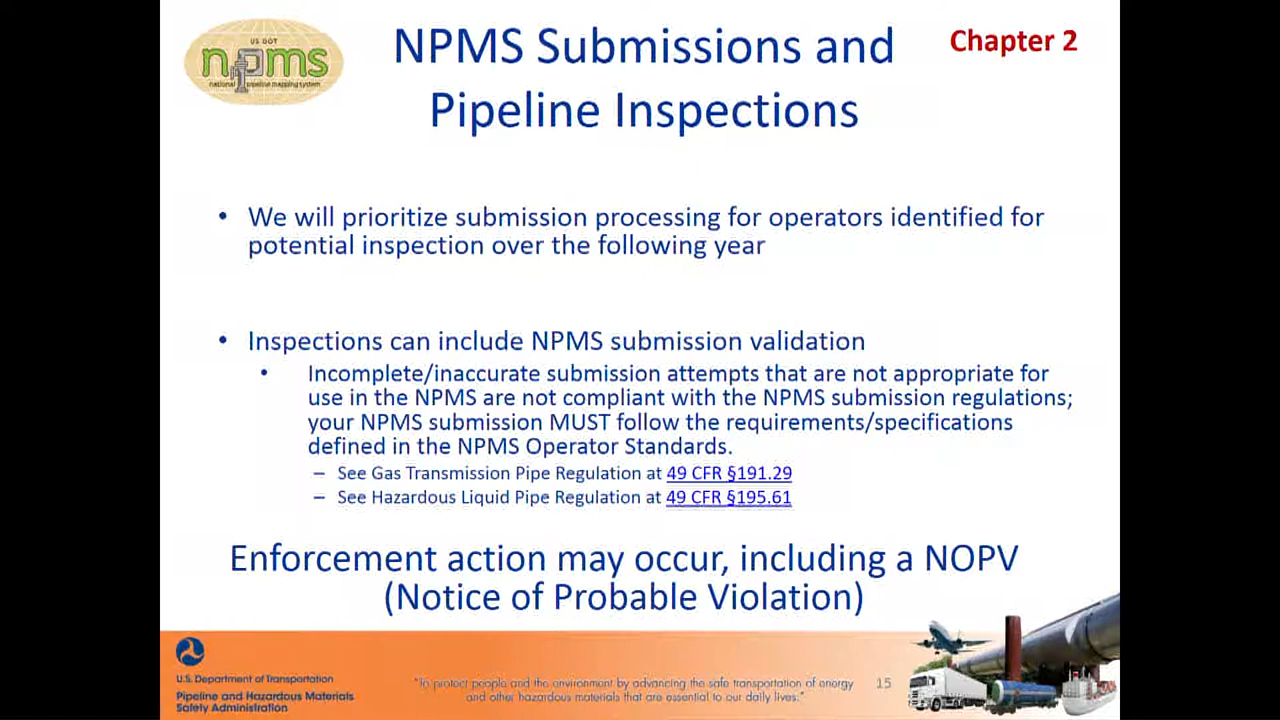 US DOT
npms
national pipeline mapping system
NPMS Submissions and
Pipeline Inspections
Chapter 2
• We will prioritize submission processing for operators identified for
potential inspection over the following year
• Inspections can include NPMS submission validation
• Incomplete/inaccurate submission attempts that are not appropriate for
use in the NPMS are not compliant with the NPMS submission regulations;
your NPMS submission MUST follow the requirements/specifications
defined in the NPMS Operator Standards.
– See Gas Transmission Pipe Regulation at 49 CFR §191.29
– See Hazardous Liquid Pipe Regulation at 49 CFR §195.61
Enforcement action may occur, including a NOPV
(Notice of Probable Violation)
U.S. Department of Transportation
Pipeline and Hazardous Materials
Safety Administration
"To protect people and the environment by advancing the safe transportation of energy
and other hazardous materials that are essential to our daily lives."
15